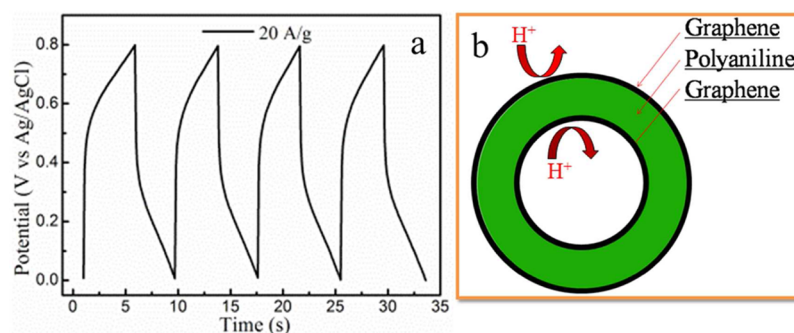 20 A/g
a
Potential (V vs Ag/AgCl)
0.8
0.6
0.4
0.2
0.0
0 5 10 15 20 25 30 35
Time (s)
b
H+
Graphene
Polyaniline
Graphene
H+